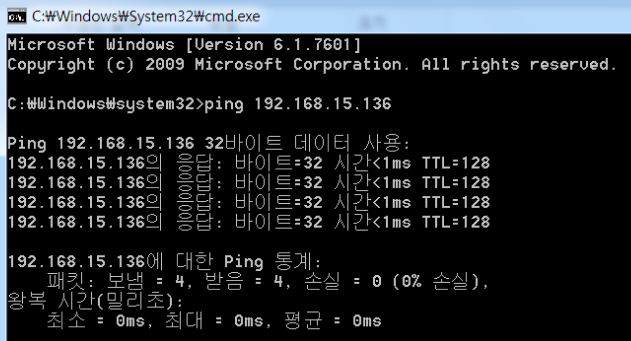 C:₩Windows₩System32₩cmd.exe
Microsoft Windows [Version 6.1.7601]
Copyright (c) 2009 Microsoft Corporation. All rights reserved.
C:₩Windows₩system32>ping 192.168.15.136
Ping 192.168.15.136 32바이트 데이터 사용:
192.168.15.136의 응답: 바이트=32 시간<1ms TTL=128
192.168.15.136의 응답: 바이트=32 시간<1ms TTL=128
192.168.15.136의 응답: 바이트=32 시간<1ms TTL=128
192.168.15.136의 응답: 바이트=32 시간<1ms TTL=128
192.168.15.136에 대한 Ping 통계:
패킷: 보냄 = 4, 받음 = 4, 손실 = 0 (0% 손실),
왕복 시간(밀리초):
최소 = 0ms, 최대 = 0ms, 평균 = 0ms